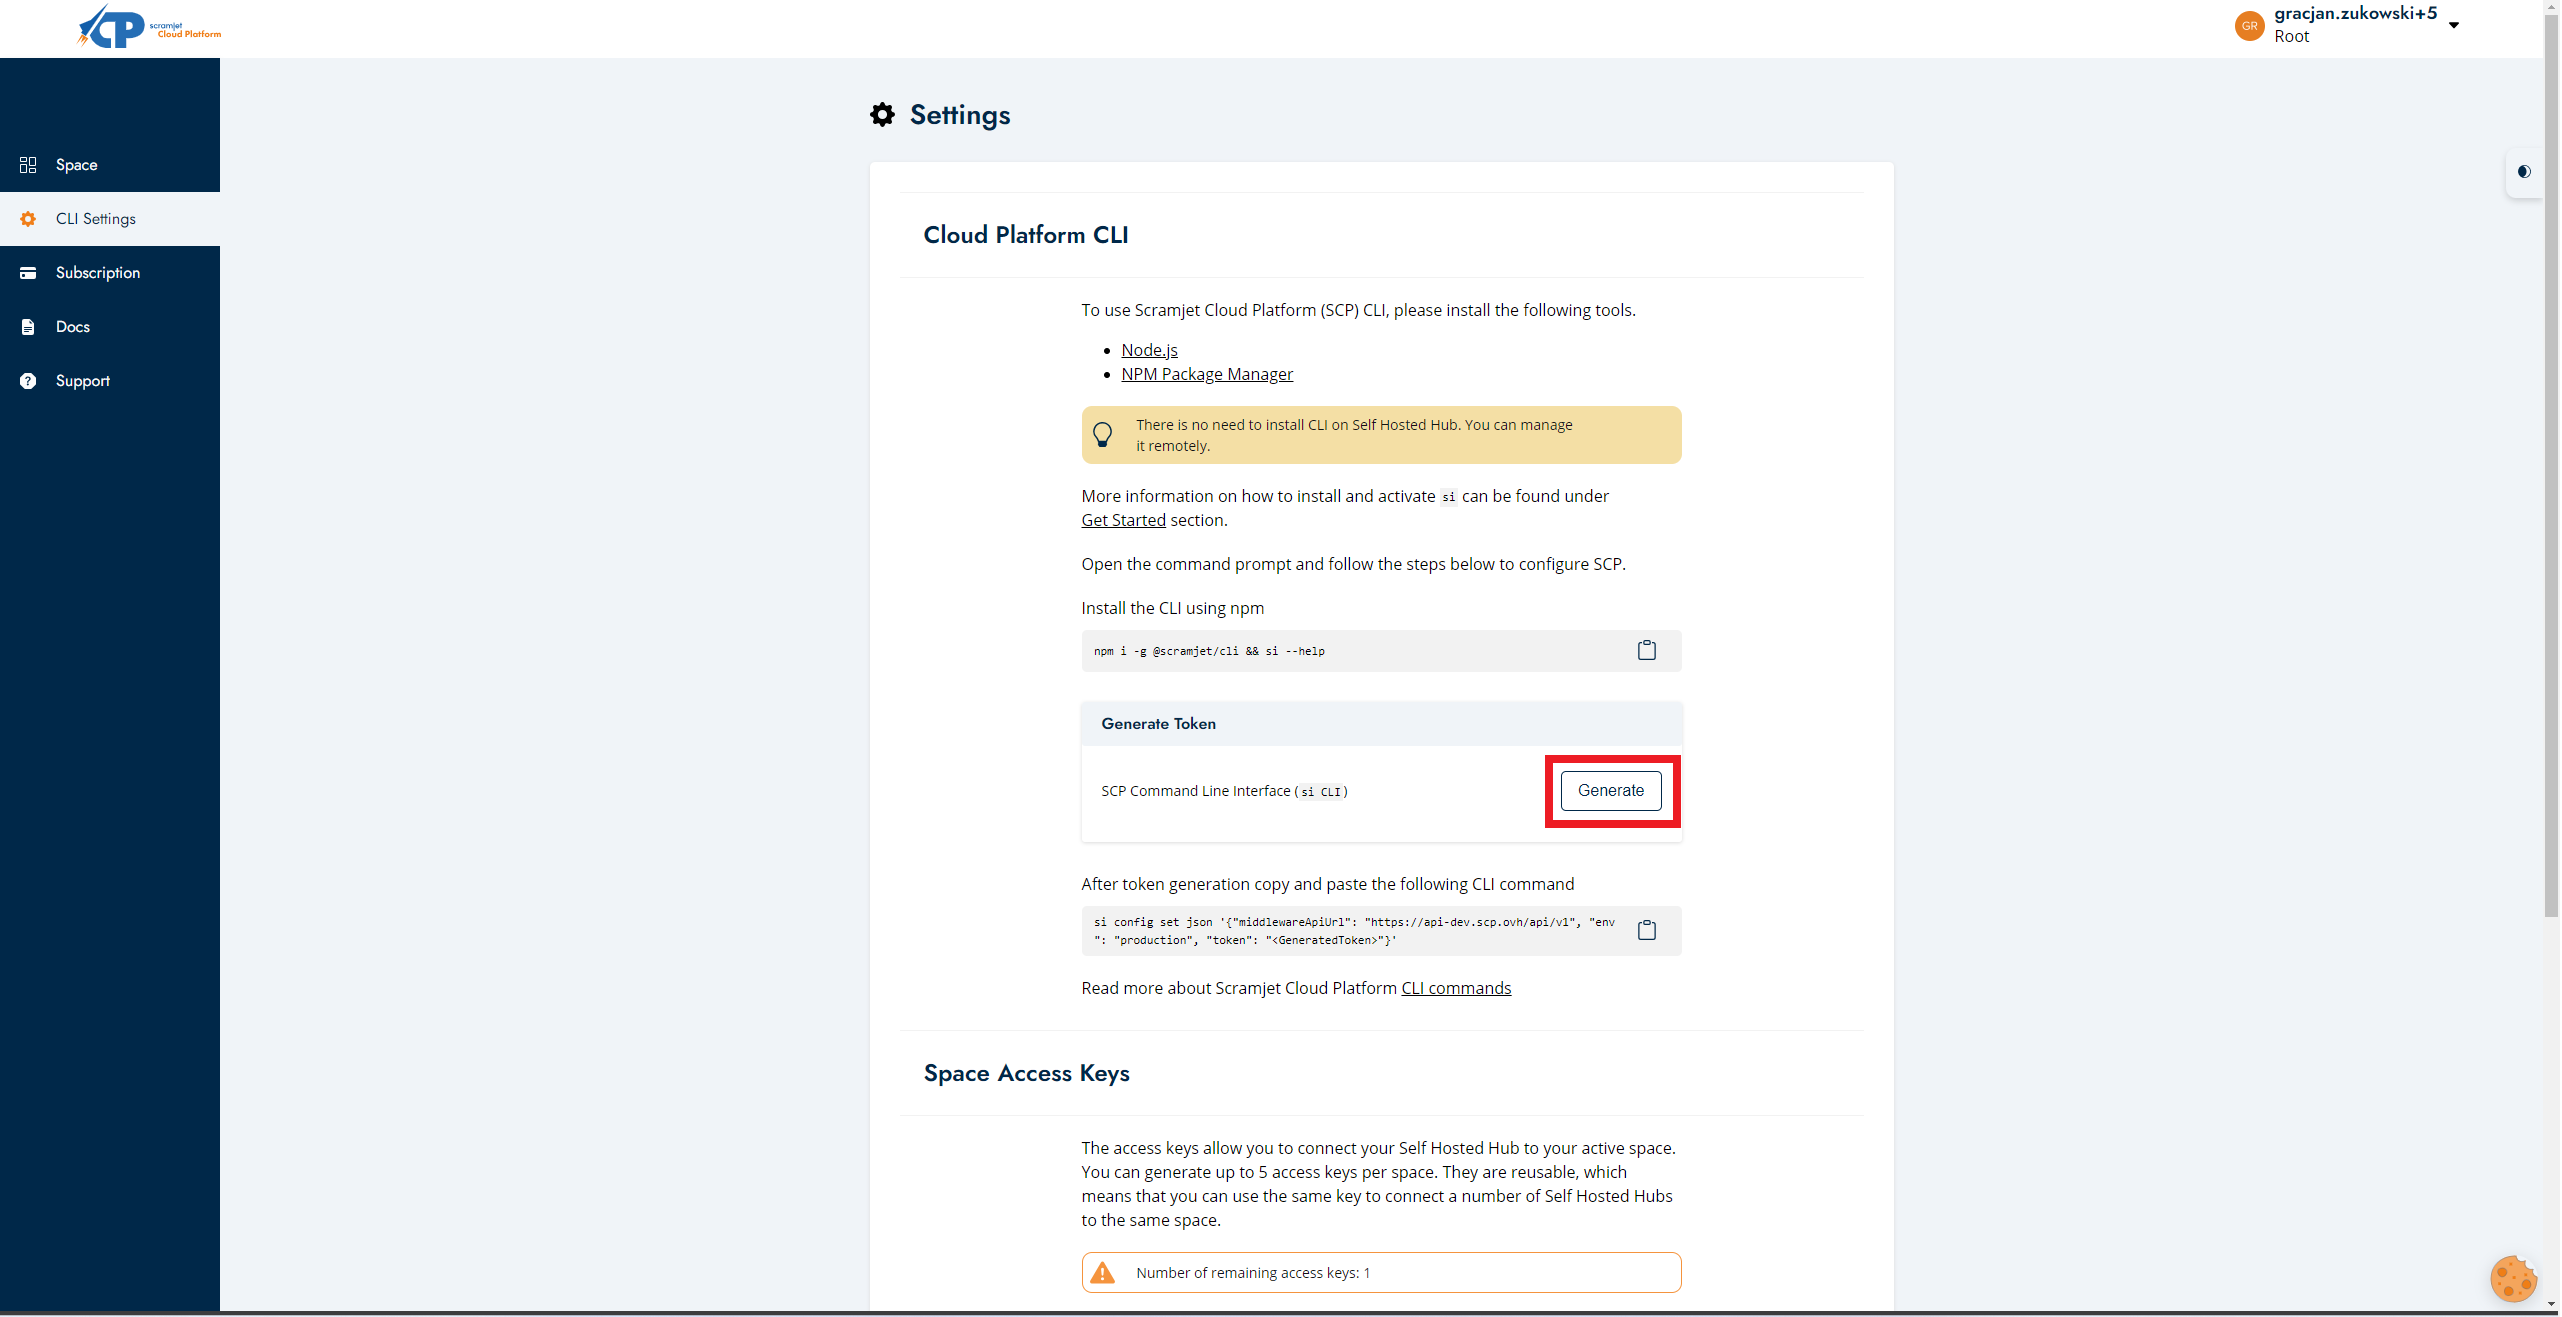 scramjet
Cloud Platform
GR
gracjan.zukowski+5
Root
Space
CLI Settings
Subscription
Docs
Support
Settings
Cloud Platform CLI
To use Scramjet Cloud Platform (SCP) CLI, please install the following tools.
Node.js
NPM Package Manager
There is no need to install CLI on Self Hosted Hub. You can manage
it remotely.
More information on how to install and activate si can be found under
Get Started section.
Open the command prompt and follow the steps below to configure SCP.
Install the CLI using npm
npm i -g @scramjet/cli && si --help
Generate Token
SCP Command Line Interface (si CLI)
Generate
After token generation copy and paste the following CLI command
si config set json '{"middlewareApiUrl": "https://api-dev.scp.ovh/api/v1", "env
": "production", "token": "<GeneratedToken>"}'
Read more about Scramjet Cloud Platform CLI commands
Space Access Keys
The access keys allow you to connect your Self Hosted Hub to your active space.
You can generate up to 5 access keys per space. They are reusable, which
means that you can use the same key to connect a number of Self Hosted Hubs
to the same space.
Number of remaining access keys: 1